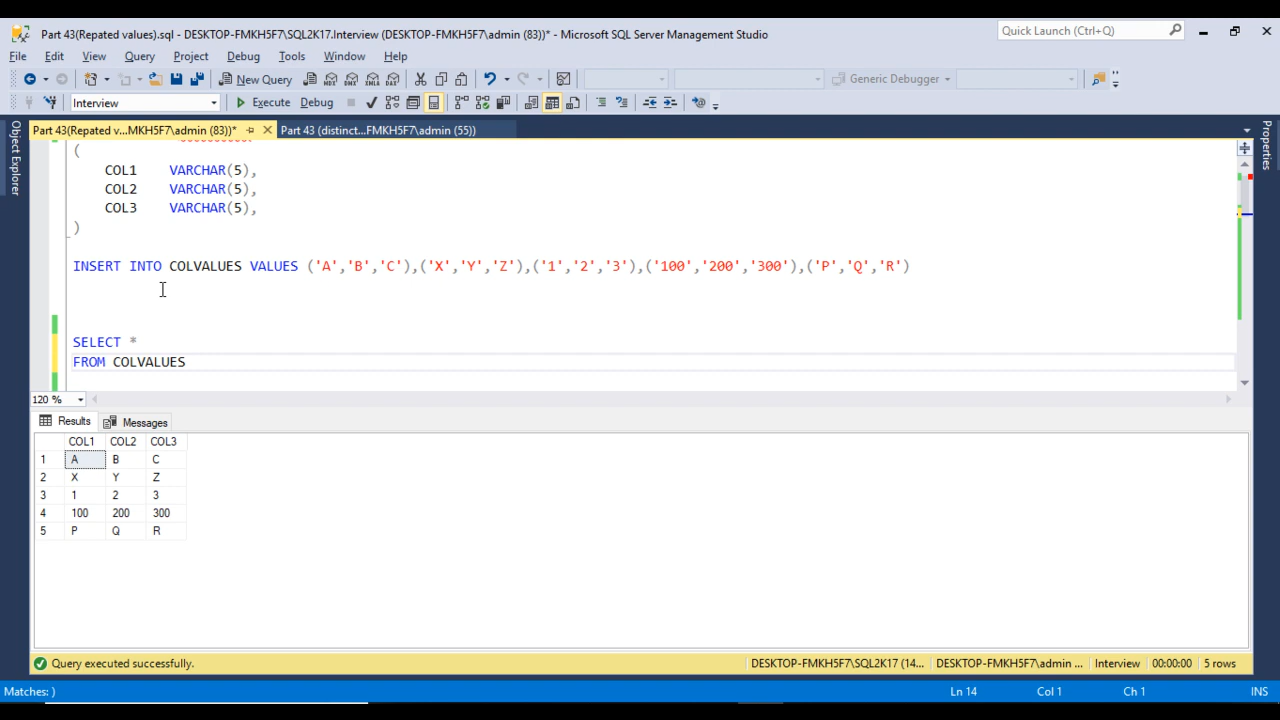 Part 43(Repated values).sql - DESKTOP-FMKH5F7\SQL2K17.Interview (DESKTOP-FMKH5F7\admin (83))* - Microsoft SQL Server Management Studio
Quick Launch (Ctrl+Q)
File Edit View Query Project Debug Tools Window Help
New Query
MDX DMX XMLA DAX
Generic Debugger
Interview
Execute Debug
Part 43(Repated v...MKH5F7\admin (83))*
Part 43 (distinct...FMKH5F7\admin (55))
Object Explorer
Properties
(
COL1 VARCHAR(5),
COL2 VARCHAR(5),
COL3 VARCHAR(5),
)
INSERT INTO COLVALUES VALUES ('A','B','C'),('X','Y','Z'),('1','2','3'),('100','200','300'),('P','Q','R')
SELECT *
FROM COLVALUES
120 %
Results Messages
COL1 COL2 COL3
1 A B C
2 X Y Z
3 1 2 3
4 100 200 300
5 P Q R
Query executed successfully.
DESKTOP-FMKH5F7\SQL2K17 (14... DESKTOP-FMKH5F7\admin ... Interview 00:00:00 5 rows
Matches: )
Ln 14 Col 1 Ch 1 INS